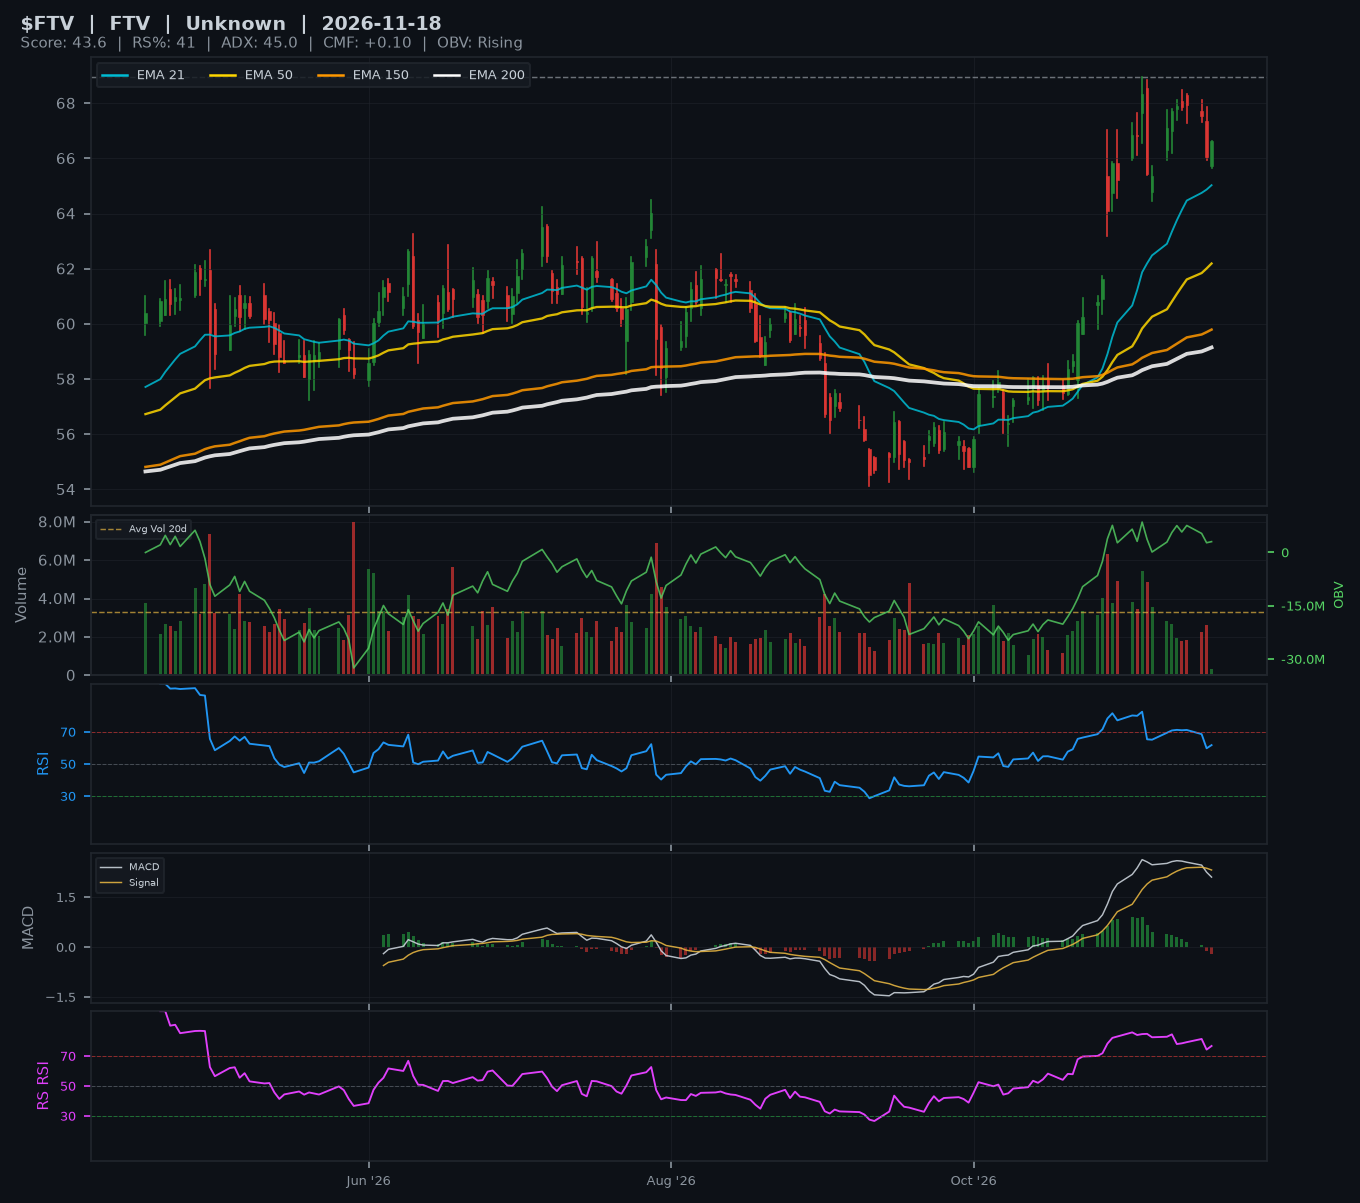 $FTV | FTV | Unknown | 2026-11-18
Score: 43.6 | RS%: 41 | ADX: 45.0 | CMF: +0.10 | OBV: Rising
EMA 21 EMA 50 EMA 150 EMA 200
68
66
64
62
60
58
56
54
Avg Vol 20d
8.0M
6.0M
4.0M
2.0M
0
Volume
0
-15.0M
-30.0M
OBV
70
50
30
RSI
MACD
Signal
1.5
0.0
−1.5
MACD
70
50
30
RS RSI
Jun '26 Aug '26 Oct '26